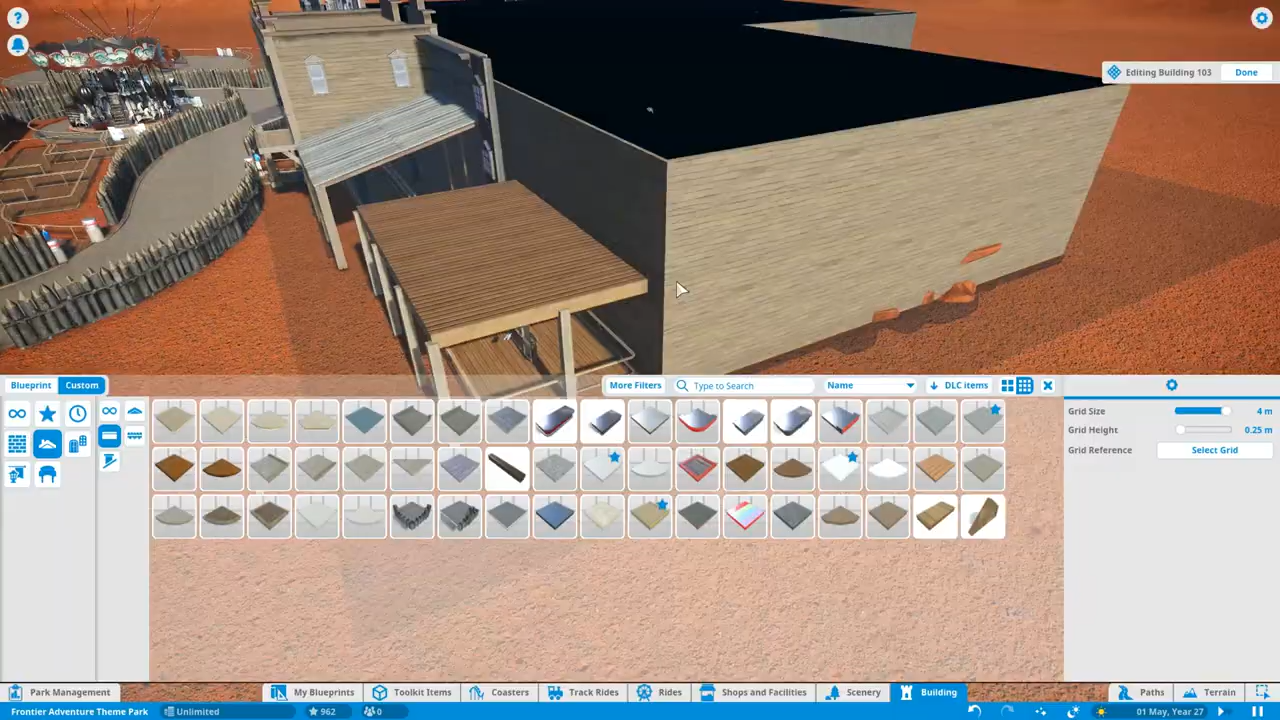 ?
Editing Building 103
Done
Blueprint
Custom
More Filters
Type to Search
Name
DLC items
Grid Size
4 m
Grid Height
0.25 m
Grid Reference
Select Grid
Park Management
My Blueprints
Toolkit Items
Coasters
Track Rides
Rides
Shops and Facilities
Scenery
Building
Paths
Terrain
Frontier Adventure Theme Park
Unlimited
962
0
01 May, Year 27